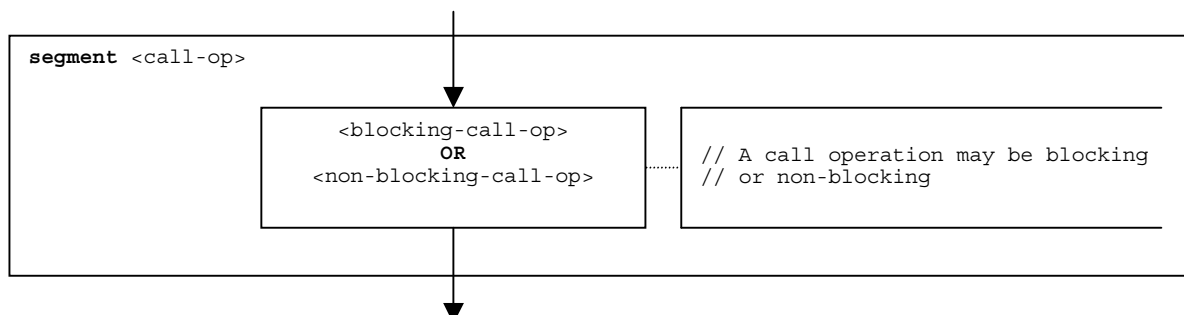 segment <call-op>
<blocking-call-op>
OR
<non-blocking-call-op>
// A call operation may be blocking
// or non-blocking